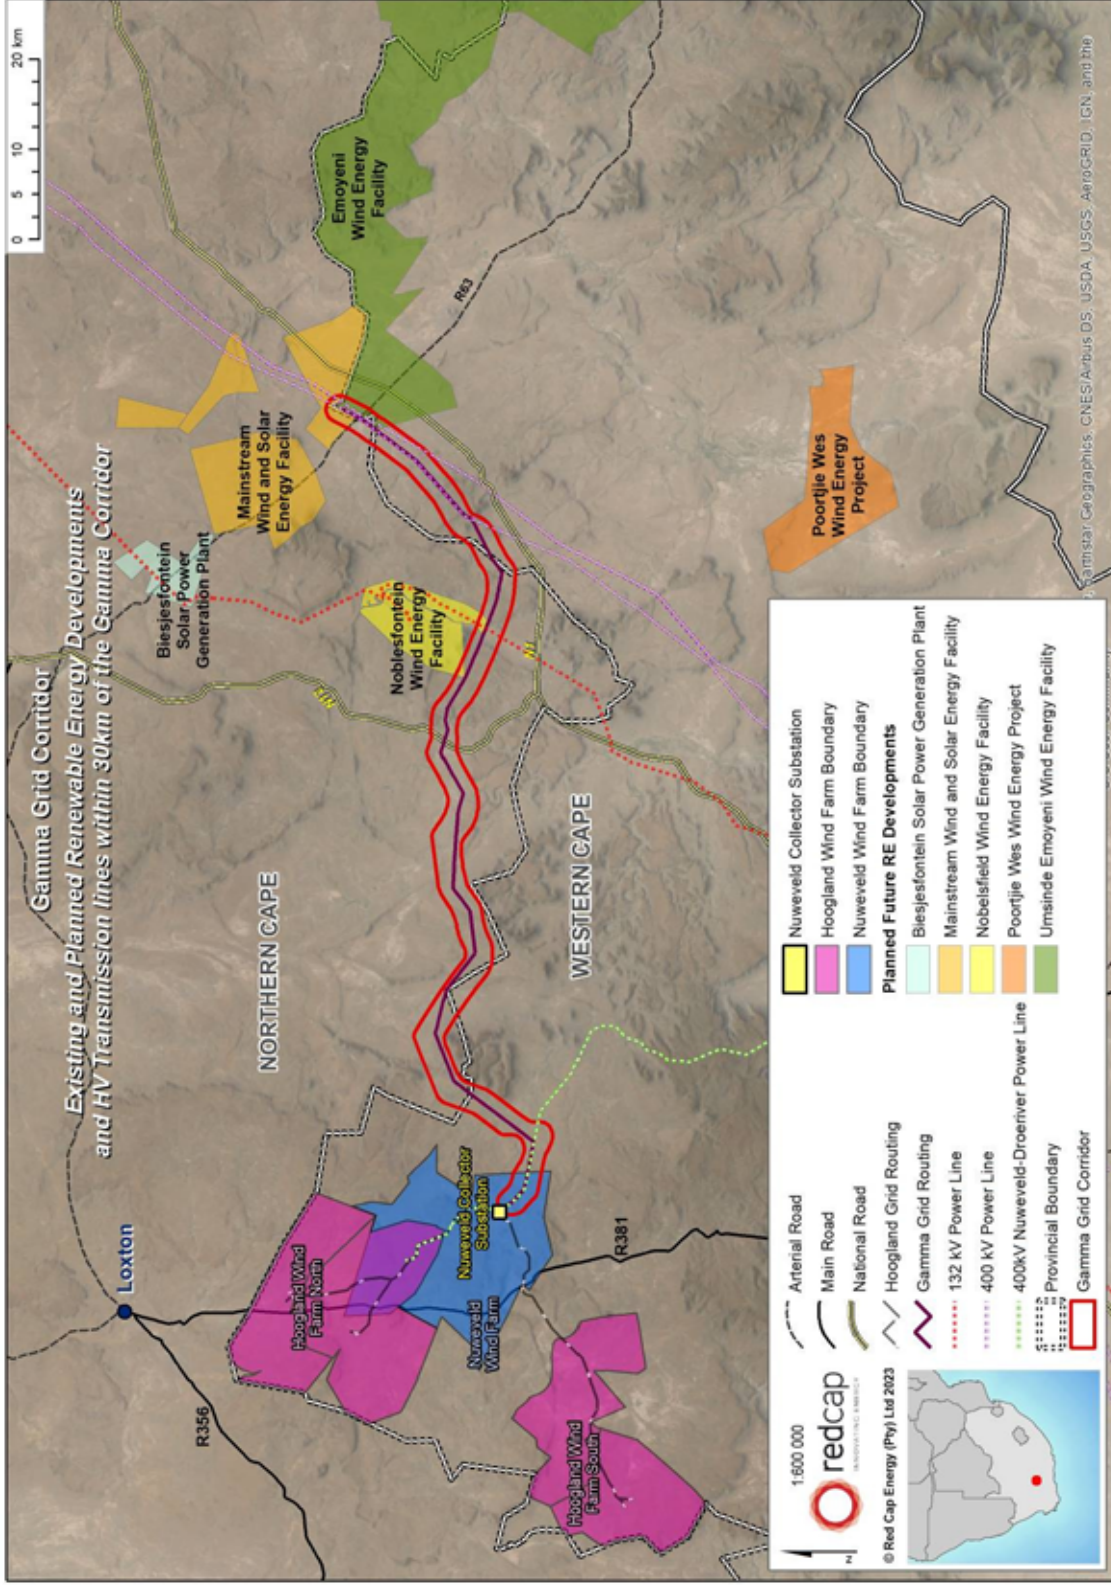 Gamma Grid Corridor
Existing and Planned Renewable Energy Developments
and HV Transmission lines within 30km of the Gamma Corridor
0 5 10 20 km
Loxton
R356
NORTHERN CAPE
N12
Biesjesfontein
Solar Power
Generation Plant
Mainstream
Wind and Solar
Energy Facility
Emoyeni
Wind Energy
Facility
R63
Hoogland Wind
Farm North
Noblesfontein
Wind Energy
Facility
N1
Nuweveld Collector
Substation
Nuweveld
Wind Farm
R381
WESTERN CAPE
Hoogland Wind
Farm South
Poortjie Wes
Wind Energy
Project
1:600 000
redcap
INNOVATING ENERGY
© Red Cap Energy (Pty) Ltd 2023
N
Arterial Road
Main Road
National Road
Hoogland Grid Routing
Gamma Grid Routing
132 kV Power Line
400 kV Power Line
400kV Nuweveld-Droeriver Power Line
Provincial Boundary
Gamma Grid Corridor
Nuweveld Collector Substation
Hoogland Wind Farm Boundary
Nuweveld Wind Farm Boundary
Planned Future RE Developments
Biesjesfontein Solar Power Generation Plant
Mainstream Wind and Solar Energy Facility
Nobelsfield Wind Energy Facility
Poortjie Wes Wind Energy Project
Umsinde Emoyeni Wind Energy Facility
Earthstar Geographics, CNES/Airbus DS, USDA, USGS, AeroGRID, IGN, and the